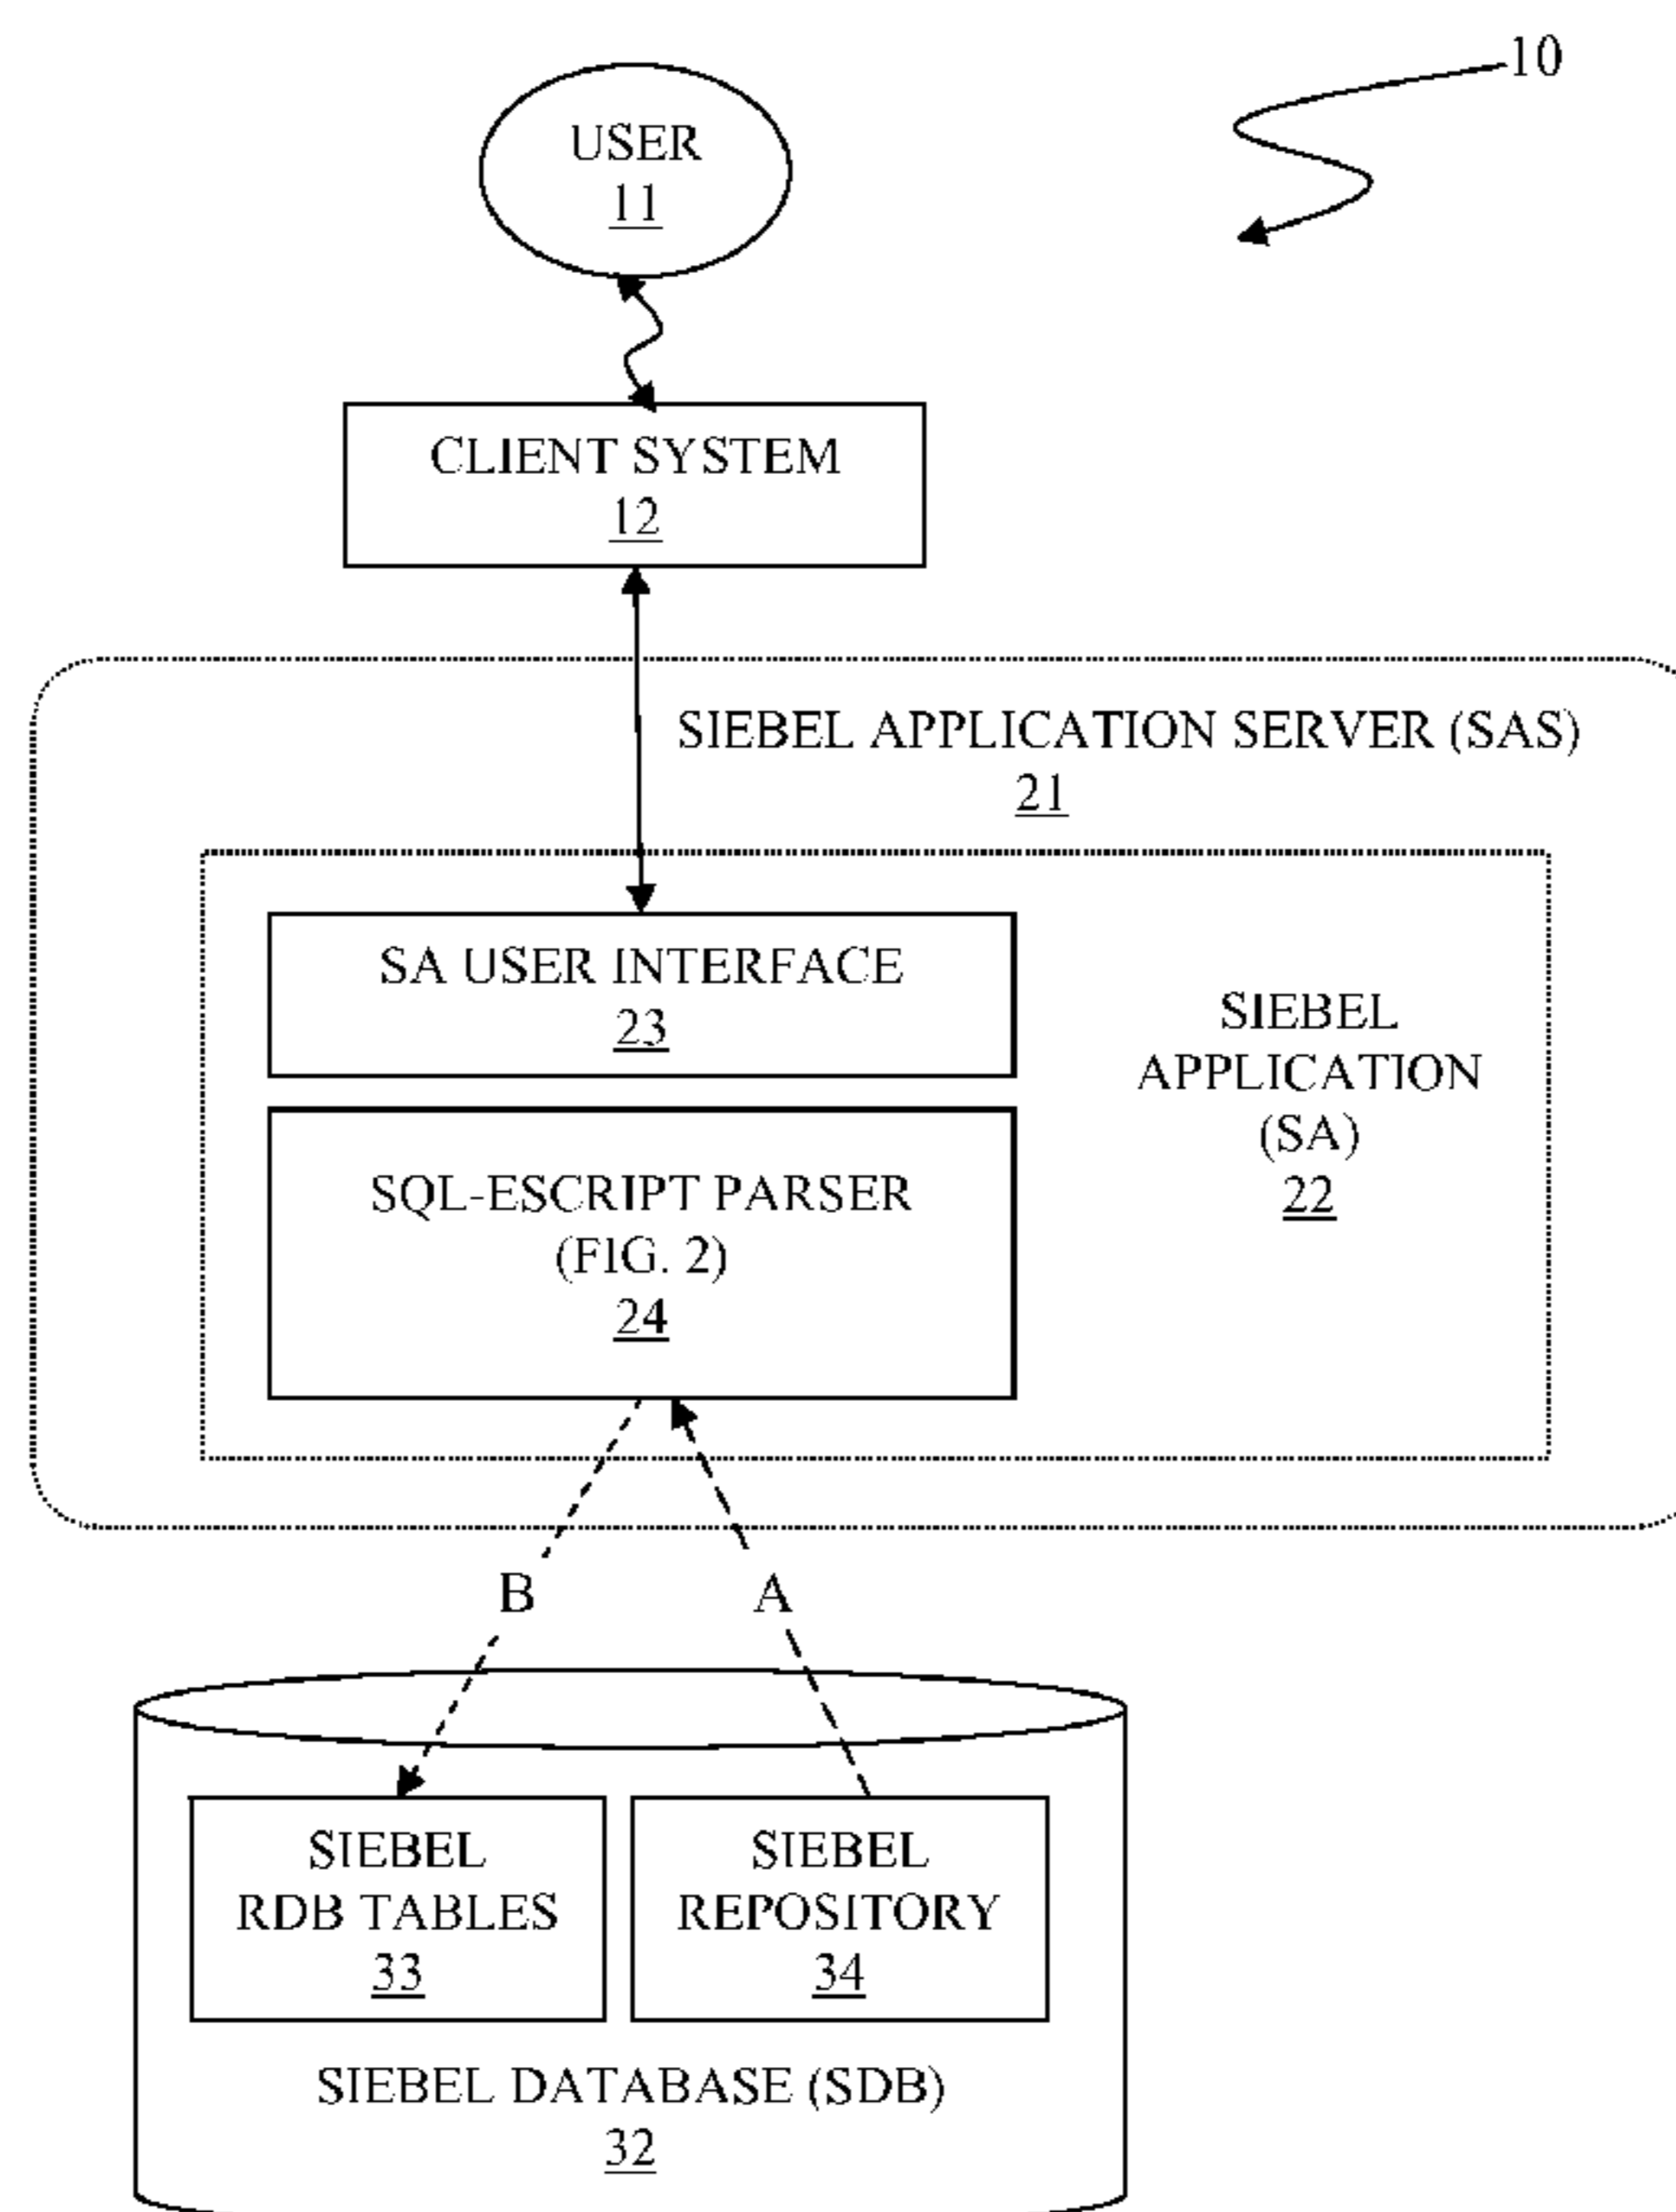 10
USER
11
CLIENT SYSTEM
12
SIEBEL APPLICATION SERVER (SAS)
21
SA USER INTERFACE
23
SIEBEL
APPLICATION
(SA)
22
SQL-ESCRIPT PARSER
(FIG. 2)
24
B
A
SIEBEL
RDB TABLES
33
SIEBEL
REPOSITORY
34
SIEBEL DATABASE (SDB)
32